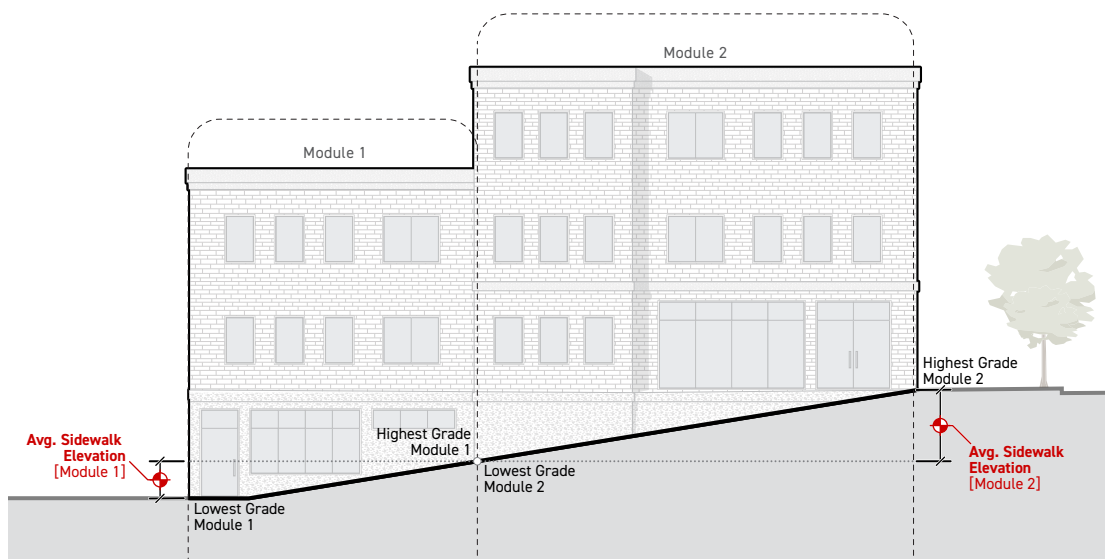 Module 2
Module 1
Highest Grade
Module 2
Highest Grade
Module 1
Avg. Sidewalk
Elevation
[Module 1]
Avg. Sidewalk
Elevation
[Module 2]
Lowest Grade
Module 2
Lowest Grade
Module 1